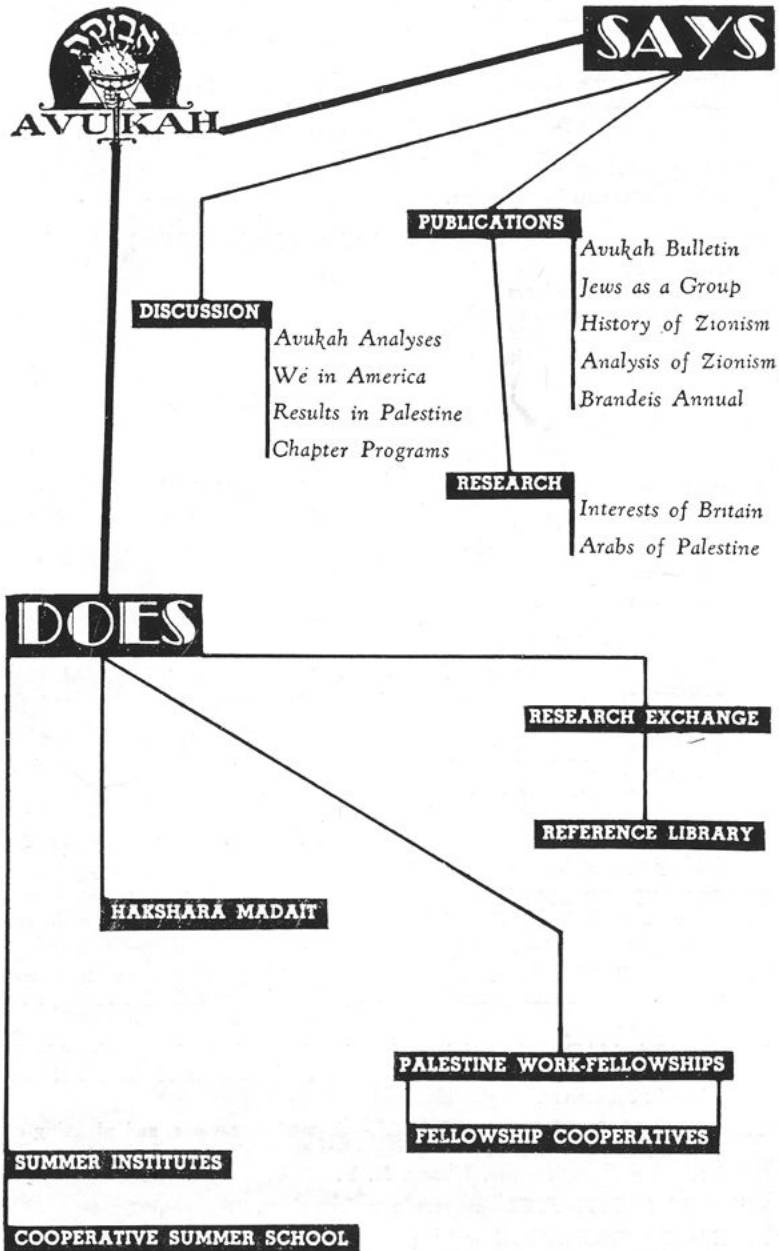 אבוקה
AVUKAH
SAYS
PUBLICATIONS
Avukah Bulletin
Jews as a Group
History of Zionism
Analysis of Zionism
Brandeis Annual
DISCUSSION
Avukah Analyses
We in America
Results in Palestine
Chapter Programs
RESEARCH
Interests of Britain
Arabs of Palestine
DOES
RESEARCH EXCHANGE
REFERENCE LIBRARY
HAKSHARA MADAIT
PALESTINE WORK-FELLOWSHIPS
FELLOWSHIP COOPERATIVES
SUMMER INSTITUTES
COOPERATIVE SUMMER SCHOOL